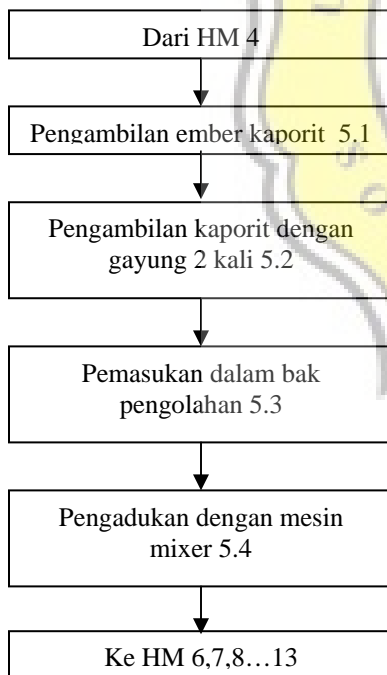 Dari HM 4
Pengambilan ember kaporit 5.1
Pengambilan kaporit dengan
gayung 2 kali 5.2
Pemasukan dalam bak
pengolahan 5.3
Pengadukan dengan mesin
mixer 5.4
Ke HM 6,7,8...13